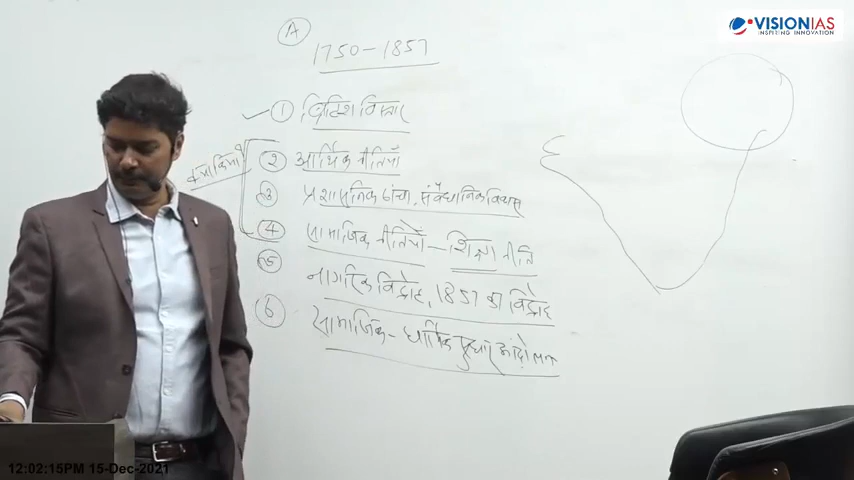 VISIONIAS
INSPIRING INNOVATION
A
1750-1857
1 ब्रिटिश विस्तार
2 आर्थिक नीतियाँ
3 प्रशासनिक ढांचा, संवैधानिक विकास
4 सामाजिक नीतियाँ - शिक्षा नीति
5 नागरिक विद्रोह, 1857 का विद्रोह
6 सामाजिक - धार्मिक सुधार आंदोलन
12:02:15PM 15-Dec-2021